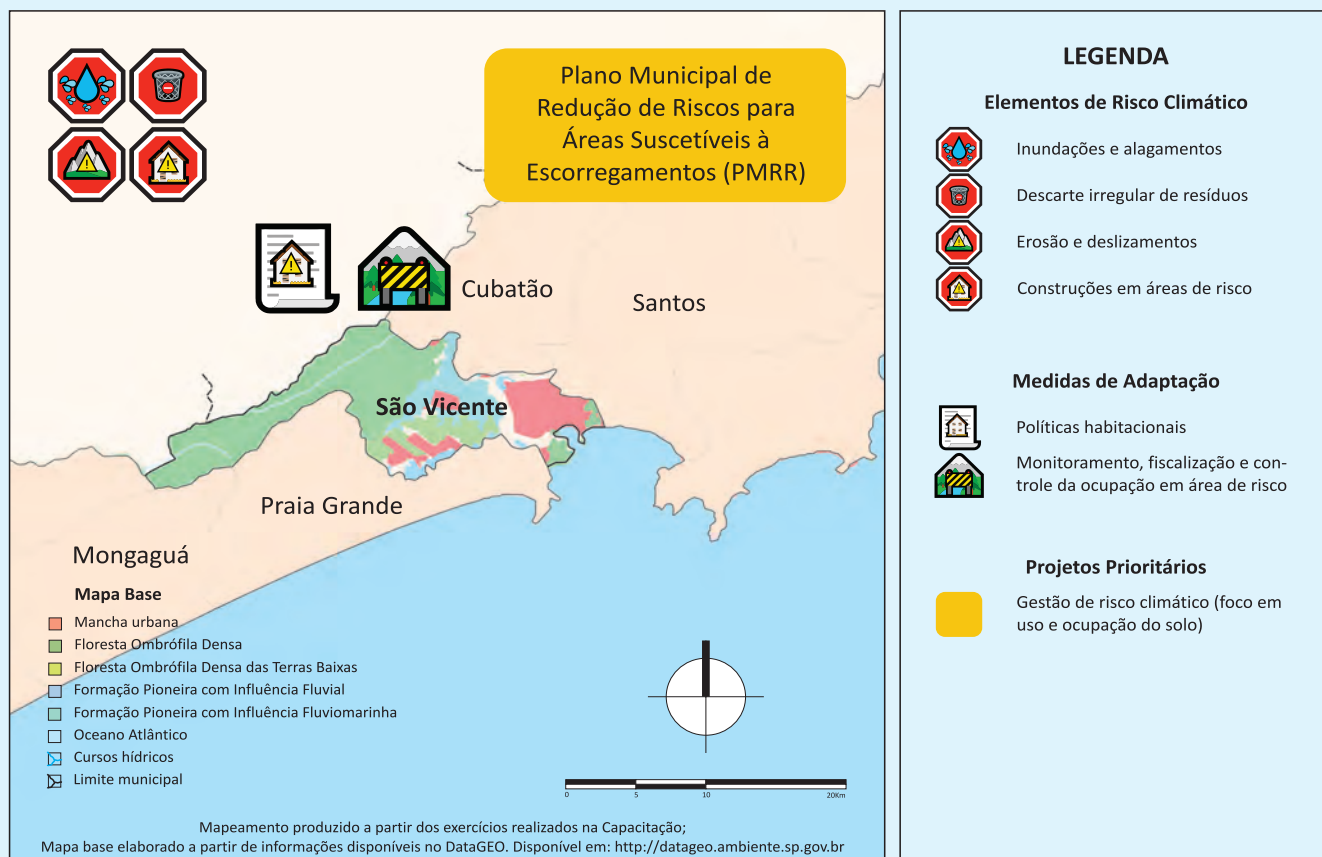 Plano Municipal de
Redução de Riscos para
Áreas Suscetíveis à
Escorregamentos (PMRR)
Cubatão
Santos
São Vicente
Praia Grande
Mongaguá
Mapa Base
Mancha urbana
Floresta Ombrófila Densa
Floresta Ombrófila Densa das Terras Baixas
Formação Pioneira com Influência Fluvial
Formação Pioneira com Influência Fluviomarinha
Oceano Atlântico
Cursos hídricos
Limite municipal
0 5 10 20Km
Mapeamento produzido a partir dos exercícios realizados na Capacitação;
Mapa base elaborado a partir de informações disponíveis no DataGEO. Disponível em: http://datageo.ambiente.sp.gov.br
LEGENDA
Elementos de Risco Climático
Inundações e alagamentos
Descarte irregular de resíduos
Erosão e deslizamentos
Construções em áreas de risco
Medidas de Adaptação
Políticas habitacionais
Monitoramento, fiscalização e con-
trole da ocupação em área de risco
Projetos Prioritários
Gestão de risco climático (foco em
uso e ocupação do solo)